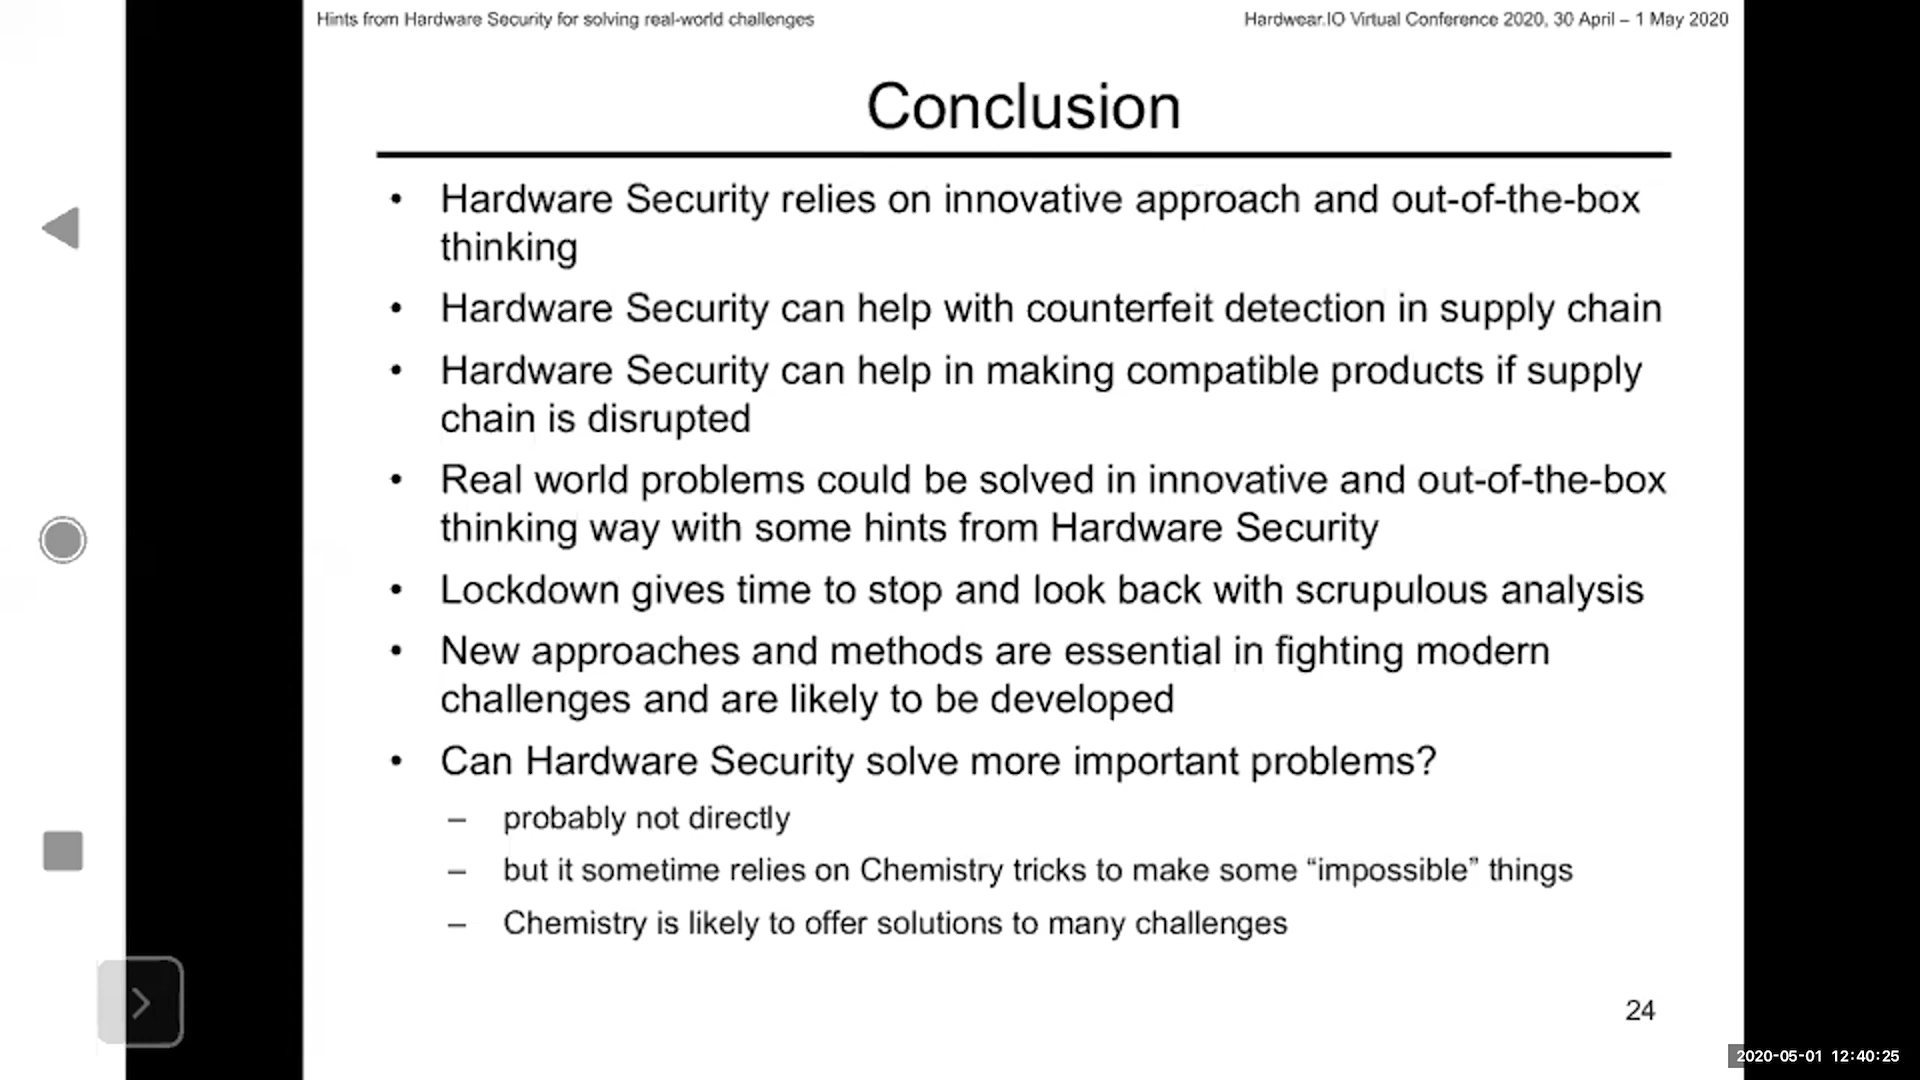 Hints from Hardware Security for solving real-world challenges
Hardwear.IO Virtual Conference 2020, 30 April – 1 May 2020
Conclusion
• Hardware Security relies on innovative approach and out-of-the-box
thinking
• Hardware Security can help with counterfeit detection in supply chain
• Hardware Security can help in making compatible products if supply
chain is disrupted
• Real world problems could be solved in innovative and out-of-the-box
thinking way with some hints from Hardware Security
• Lockdown gives time to stop and look back with scrupulous analysis
• New approaches and methods are essential in fighting modern
challenges and are likely to be developed
• Can Hardware Security solve more important problems?
– probably not directly
– but it sometime relies on Chemistry tricks to make some “impossible” things
– Chemistry is likely to offer solutions to many challenges
24
2020-05-01 12:40:25